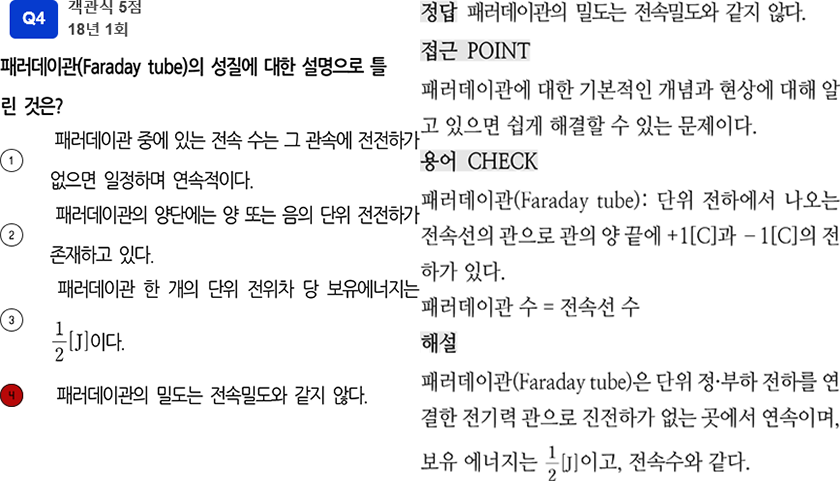 Q4
객관식 5점
18년 1회
패러데이관(Faraday tube)의 성질에 대한 설명으로 틀
린 것은?
1 패러데이관 중에 있는 전속 수는 그 관속에 전전하가
없으면 일정하며 연속적이다.
2 패러데이관의 양단에는 양 또는 음의 단위 전전하가
존재하고 있다.
3 패러데이관 한 개의 단위 전위차 당 보유에너지는
1/2[J]이다.
4 패러데이관의 밀도는 전속밀도와 같지 않다.
정답 패러데이관의 밀도는 전속밀도와 같지 않다.
접근 POINT
패러데이관에 대한 기본적인 개념과 현상에 대해 알
고 있으면 쉽게 해결할 수 있는 문제이다.
용어 CHECK
패러데이관(Faraday tube): 단위 전하에서 나오는
전속선의 관으로 관의 양 끝에 +1[C]과 -1[C]의 전
하가 있다.
패러데이관 수 = 전속선 수
해설
패러데이관(Faraday tube)은 단위 정·부하 전하를 연
결한 전기력 관으로 진전하가 없는 곳에서 연속이며,
보유 에너지는 1/2[J]이고, 전속수와 같다.